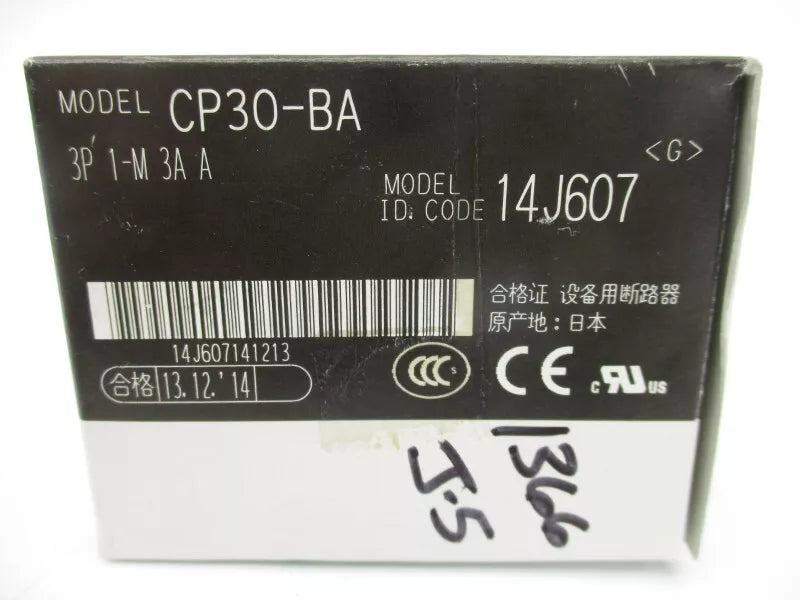 MODEL CP30-BA
3P 1-M 3A A
<G>
MODEL
ID. CODE 14J607
合格证 设备用断路器
原产地:日本
14J607141213
合格 13.12.'14
CCC S
CE
c RU US
1366
J.5